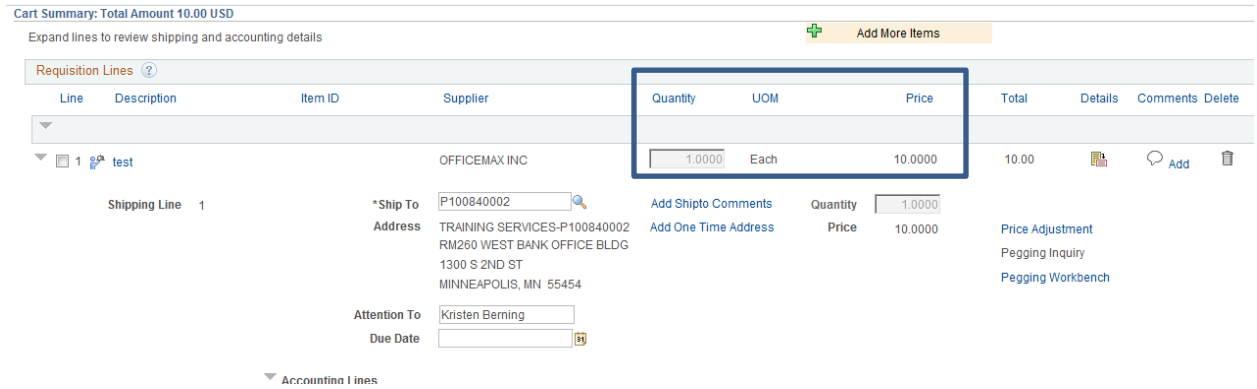 Cart Summary: Total Amount 10.00 USD
Expand lines to review shipping and accounting details
Add More Items
Requisition Lines ?
Line Description Item ID Supplier Quantity UOM Price Total Details Comments Delete
1 test OFFICEMAX INC 1.0000 Each 10.0000 10.00 Add
Shipping Line 1 *Ship To P100840002 Add Shipto Comments Quantity 1.0000
Address TRAINING SERVICES-P100840002 Add One Time Address Price 10.0000 Price Adjustment
RM260 WEST BANK OFFICE BLDG Pegging Inquiry
1300 S 2ND ST
MINNEAPOLIS, MN 55454 Pegging Workbench
Attention To Kristen Berning
Due Date 31
Accounting Lines